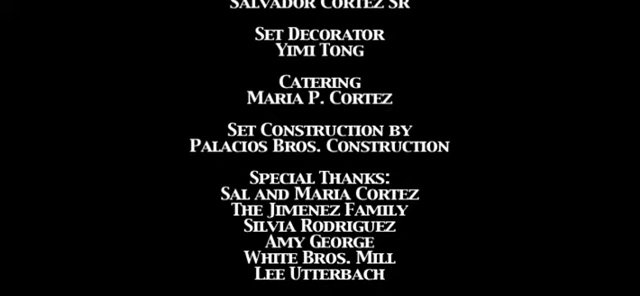 Salvador Cortez Sr
Set Decorator
Yimi Tong
Catering
Maria P. Cortez
Set Construction by
Palacios Bros. Construction
Special Thanks:
Sal and Maria Cortez
The Jimenez Family
Silvia Rodriguez
Amy George
White Bros. Mill
Lee Utterbach